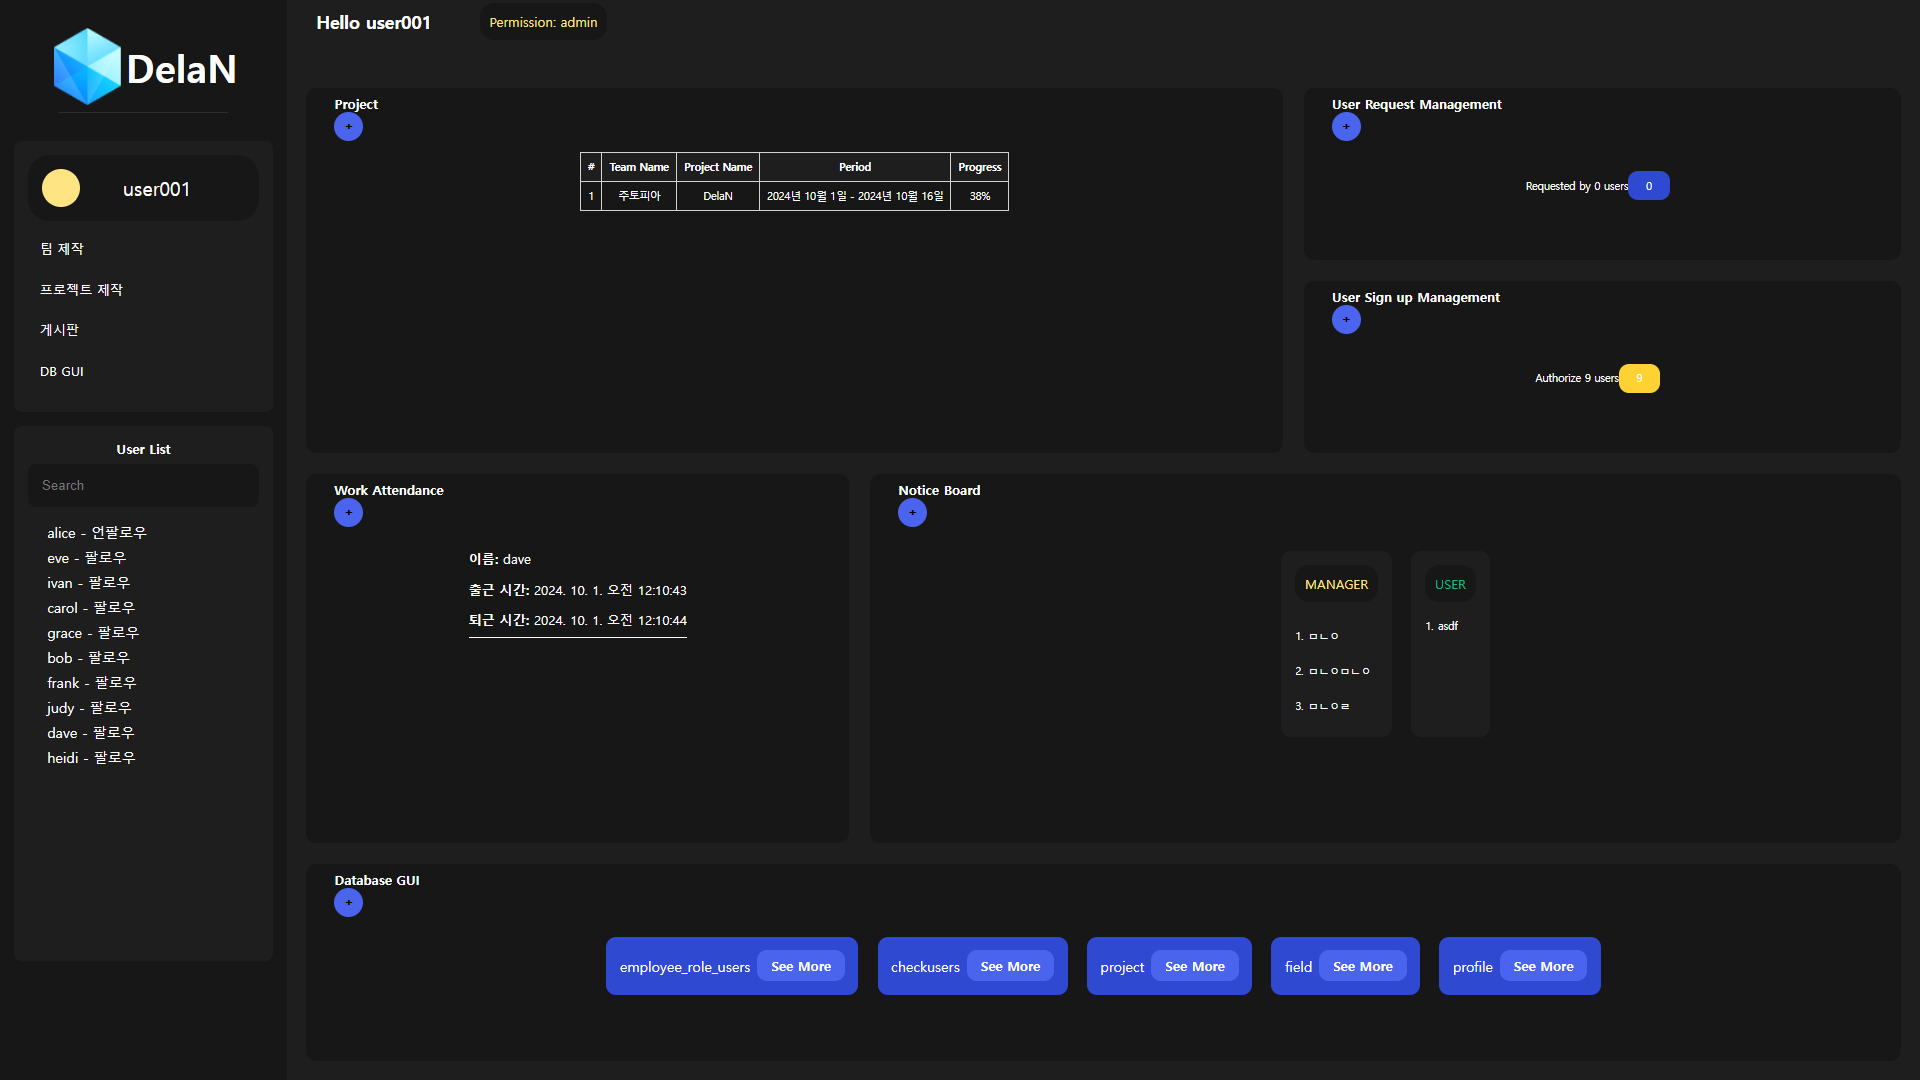 DelaN
user001
팀 제작
프로젝트 제작
게시판
DB GUI
User List
Search
alice - 언팔로우
eve - 팔로우
ivan - 팔로우
carol - 팔로우
grace - 팔로우
bob - 팔로우
frank - 팔로우
judy - 팔로우
dave - 팔로우
heidi - 팔로우
Hello user001
Permission: admin
Project
+
# Team Name Project Name Period Progress
1 주토피아 DelaN 2024년 10월 1일 - 2024년 10월 16일 38%
User Request Management
+
Requested by 0 users 0
User Sign up Management
+
Authorize 9 users 9
Work Attendance
+
이름: dave
출근 시간: 2024. 10. 1. 오전 12:10:43
퇴근 시간: 2024. 10. 1. 오전 12:10:44
Notice Board
+
MANAGER
1. ㅁㄴㅇ
2. ㅁㄴㅇㅁㄴㅇ
3. ㅁㄴㅇㄹ
USER
1. asdf
Database GUI
+
employee_role_users See More
checkusers See More
project See More
field See More
profile See More